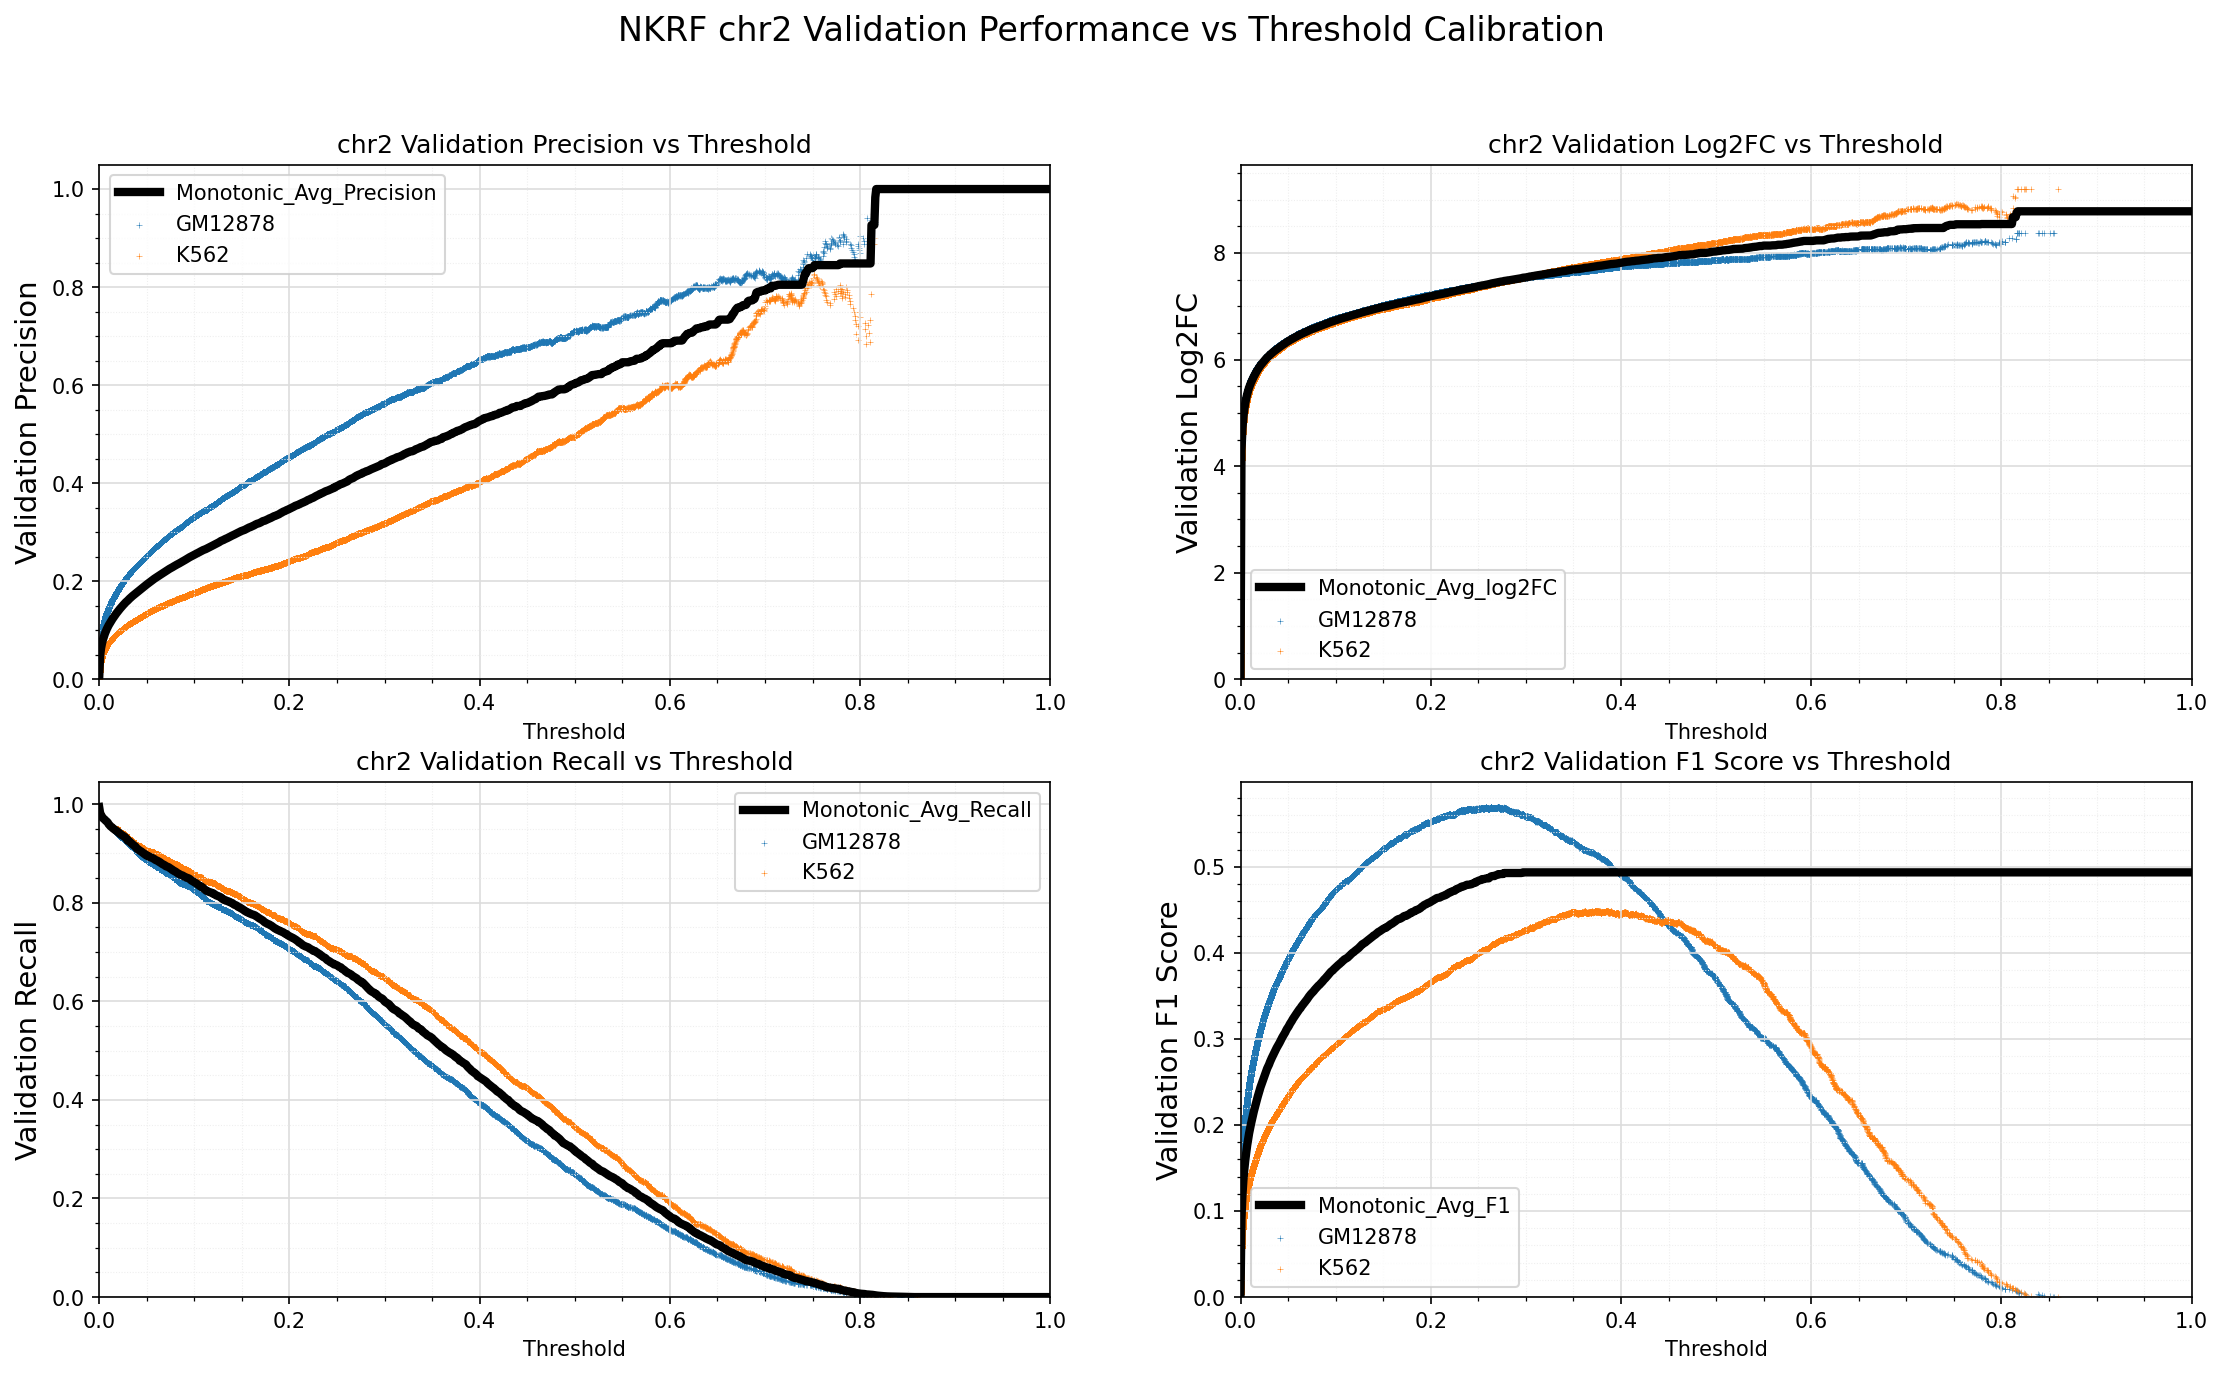 NKRF chr2 Validation Performance vs Threshold Calibration
chr2 Validation Precision vs Threshold
Validation Precision
1.0
0.8
0.6
0.4
0.2
0.0
Monotonic_Avg_Precision
GM12878
K562
0.0 0.2 0.4 0.6 0.8 1.0
Threshold
chr2 Validation Log2FC vs Threshold
Validation Log2FC
8
6
4
2
0
Monotonic_Avg_log2FC
GM12878
K562
0.0 0.2 0.4 0.6 0.8 1.0
Threshold
chr2 Validation Recall vs Threshold
Validation Recall
1.0
0.8
0.6
0.4
0.2
0.0
Monotonic_Avg_Recall
GM12878
K562
0.0 0.2 0.4 0.6 0.8 1.0
Threshold
chr2 Validation F1 Score vs Threshold
Validation F1 Score
0.5
0.4
0.3
0.2
0.1
0.0
Monotonic_Avg_F1
GM12878
K562
0.0 0.2 0.4 0.6 0.8 1.0
Threshold